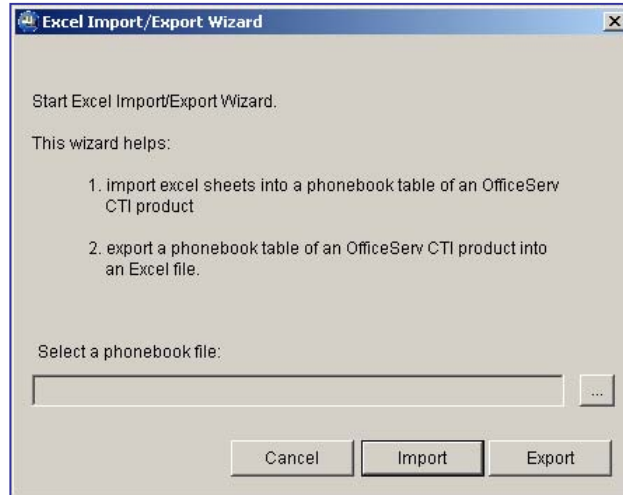 Excel Import/Export Wizard
Start Excel Import/Export Wizard.
This wizard helps:
1. import excel sheets into a phonebook table of an OfficeServ
CTI product
2. export a phonebook table of an OfficeServ CTI product into
an Excel file.
Select a phonebook file:
...
Cancel
Import
Export